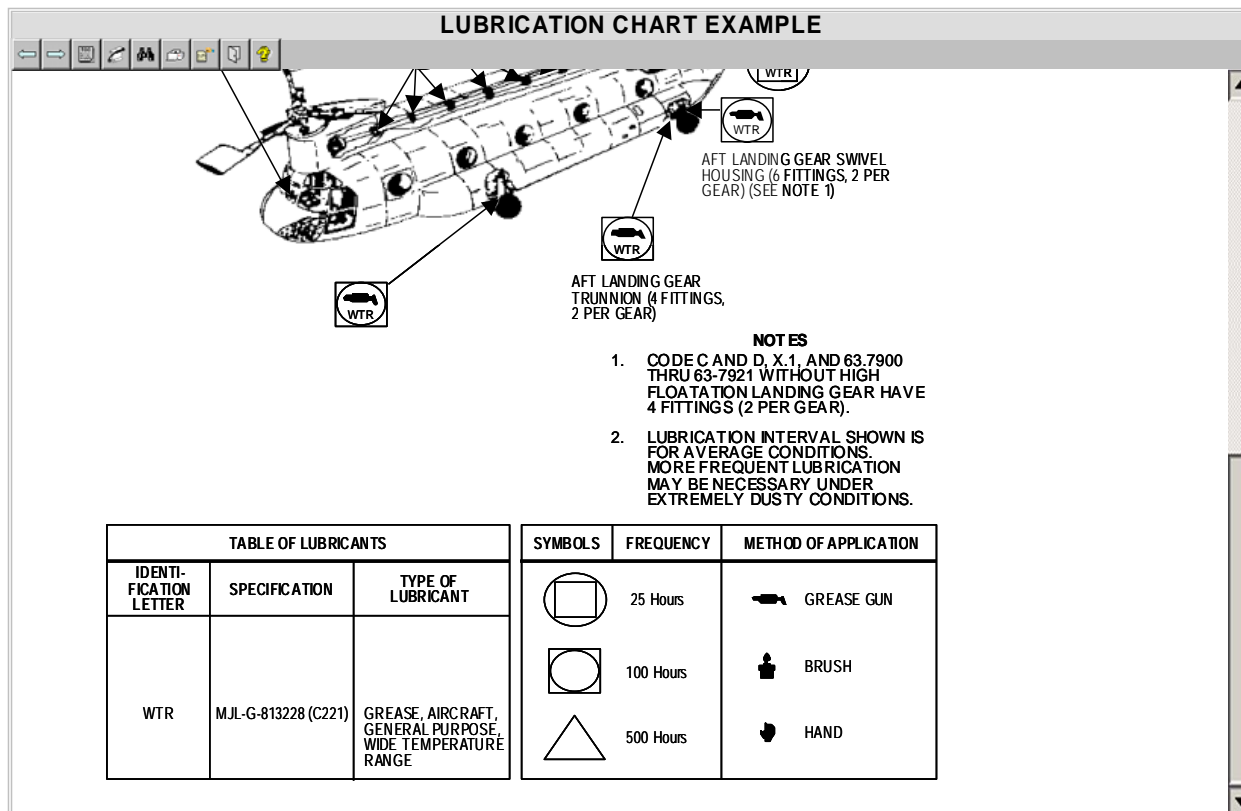 LUBRICATION CHART EXAMPLE
WTR
WTR
AFT LANDING GEAR SWIVEL
HOUSING (6 FITTINGS, 2 PER
GEAR) (SEE NOTE 1)
WTR
AFT LANDING GEAR
TRUNNION (4 FITTINGS,
2 PER GEAR)
WTR
NOTES
1. CODE C AND D, X.1, AND 63.7900
THRU 63-7921 WITHOUT HIGH
FLOATATION LANDING GEAR HAVE
4 FITTINGS (2 PER GEAR).
2. LUBRICATION INTERVAL SHOWN IS
FOR AVERAGE CONDITIONS.
MORE FREQUENT LUBRICATION
MAY BE NECESSARY UNDER
EXTREMELY DUSTY CONDITIONS.
TABLE OF LUBRICANTS
IDENTI-
FICATION
LETTER
SPECIFICATION
TYPE OF
LUBRICANT
WTR
MJL-G-813228 (C221)
GREASE, AIRCRAFT,
GENERAL PURPOSE,
WIDE TEMPERATURE
RANGE
SYMBOLS FREQUENCY METHOD OF APPLICATION
25 Hours GREASE GUN
100 Hours BRUSH
500 Hours HAND